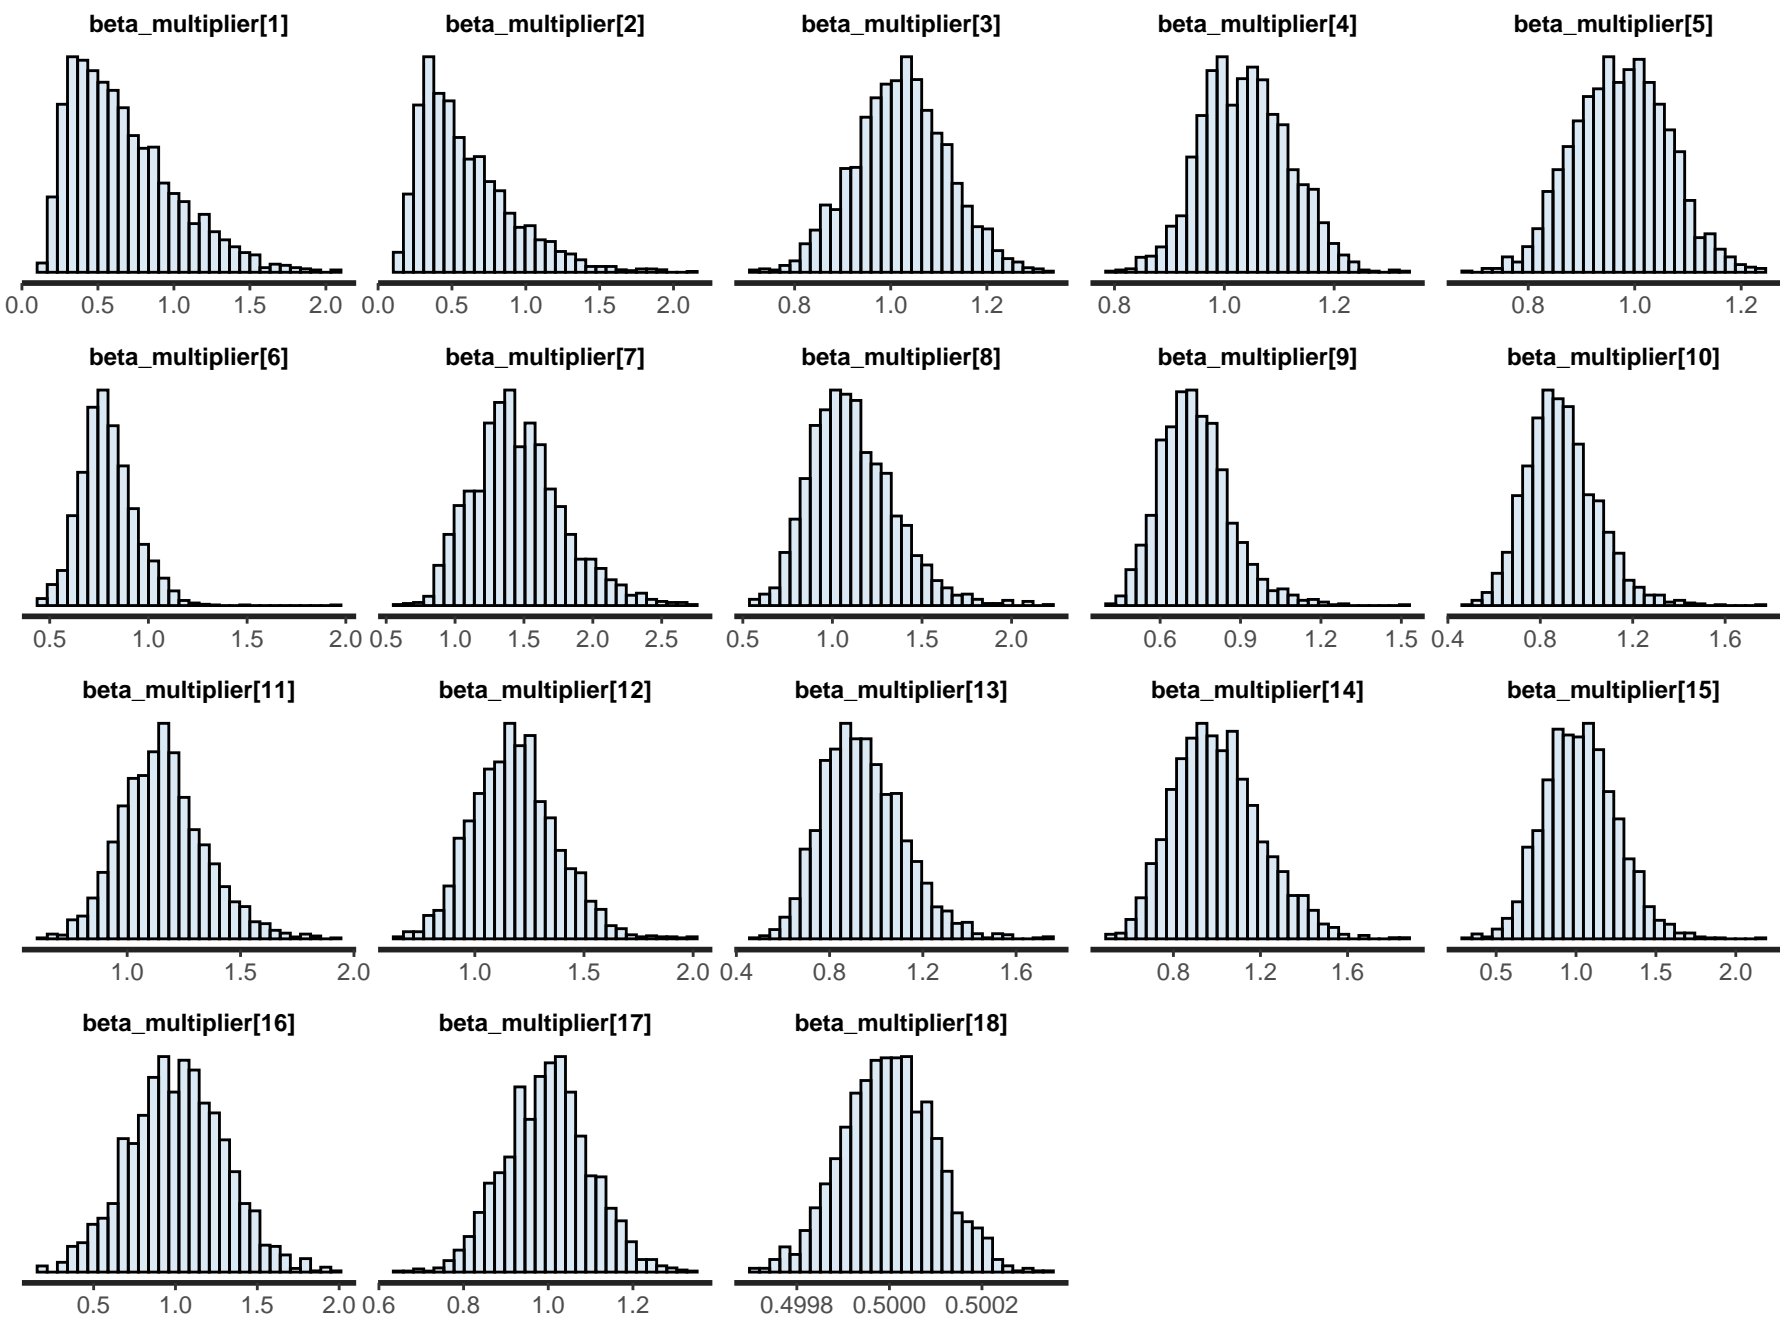 beta_multiplier[1] beta_multiplier[2] beta_multiplier[3] beta_multiplier[4] beta_multiplier[5]
0.0 0.5 1.0 1.5 2.0 0.0 0.5 1.0 1.5 2.0 0.8 1.0 1.2 0.8 1.0 1.2 0.8 1.0 1.2
beta_multiplier[6] beta_multiplier[7] beta_multiplier[8] beta_multiplier[9] beta_multiplier[10]
0.5 1.0 1.5 2.0 0.5 1.0 1.5 2.0 2.5 0.5 1.0 1.5 2.0 0.6 0.9 1.2 1.5 0.4 0.8 1.2 1.6
beta_multiplier[11] beta_multiplier[12] beta_multiplier[13] beta_multiplier[14] beta_multiplier[15]
1.0 1.5 2.0 1.0 1.5 2.0 0.4 0.8 1.2 1.6 0.8 1.2 1.6 0.5 1.0 1.5 2.0
beta_multiplier[16] beta_multiplier[17] beta_multiplier[18]
0.5 1.0 1.5 2.0 0.6 0.8 1.0 1.2 0.4998 0.5000 0.5002